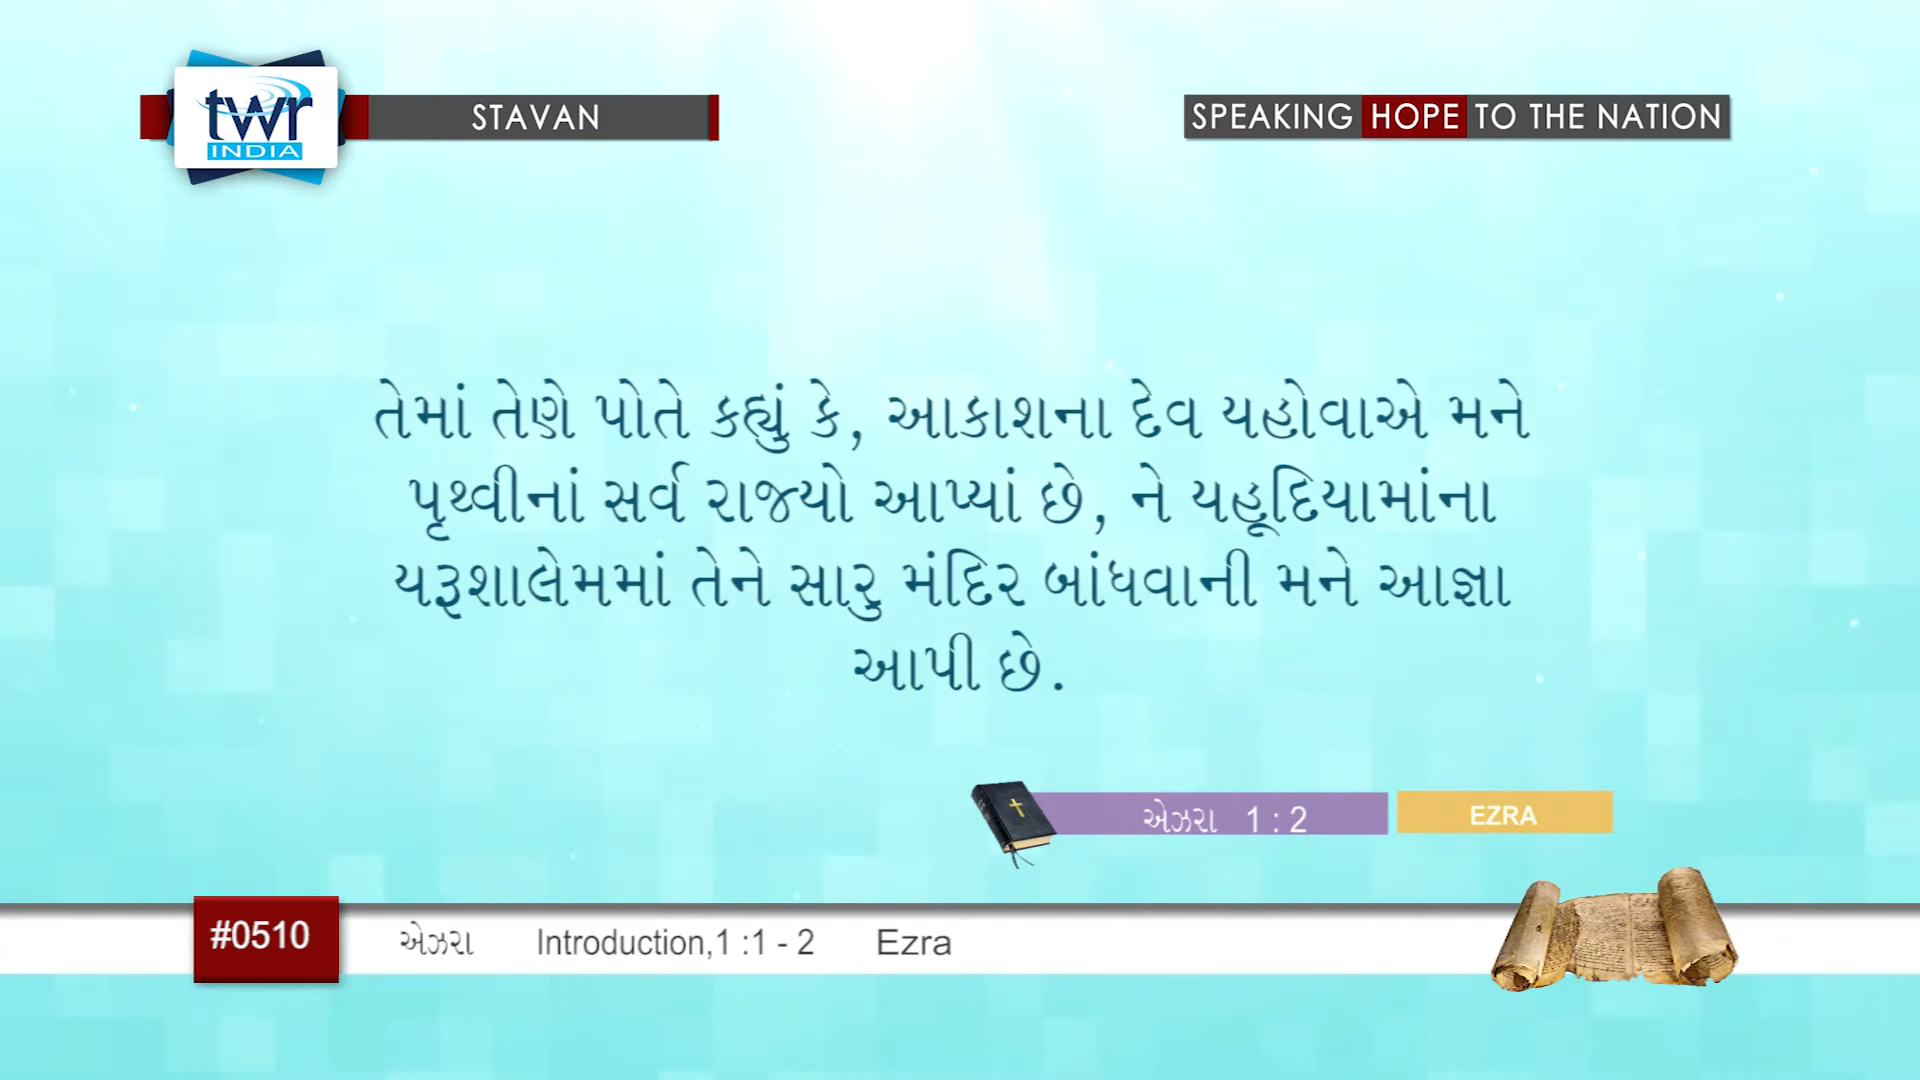 twr
INDIA
STAVAN
SPEAKING HOPE TO THE NATION
તેમાં તેણે પોતે કહ્યું કે, આકાશના દેવ યહોવાએ મને
પૃથ્વીનાં સર્વ રાજ્યો આપ્યાં છે, ને યહૂદિયામાંના
યરૂશાલેમમાં તેને સારુ મંદિર બાંધવાની મને આજ્ઞા
આપી છે.
એઝરા 1 : 2
EZRA
#0510 એઝરા Introduction,1 :1 - 2 Ezra